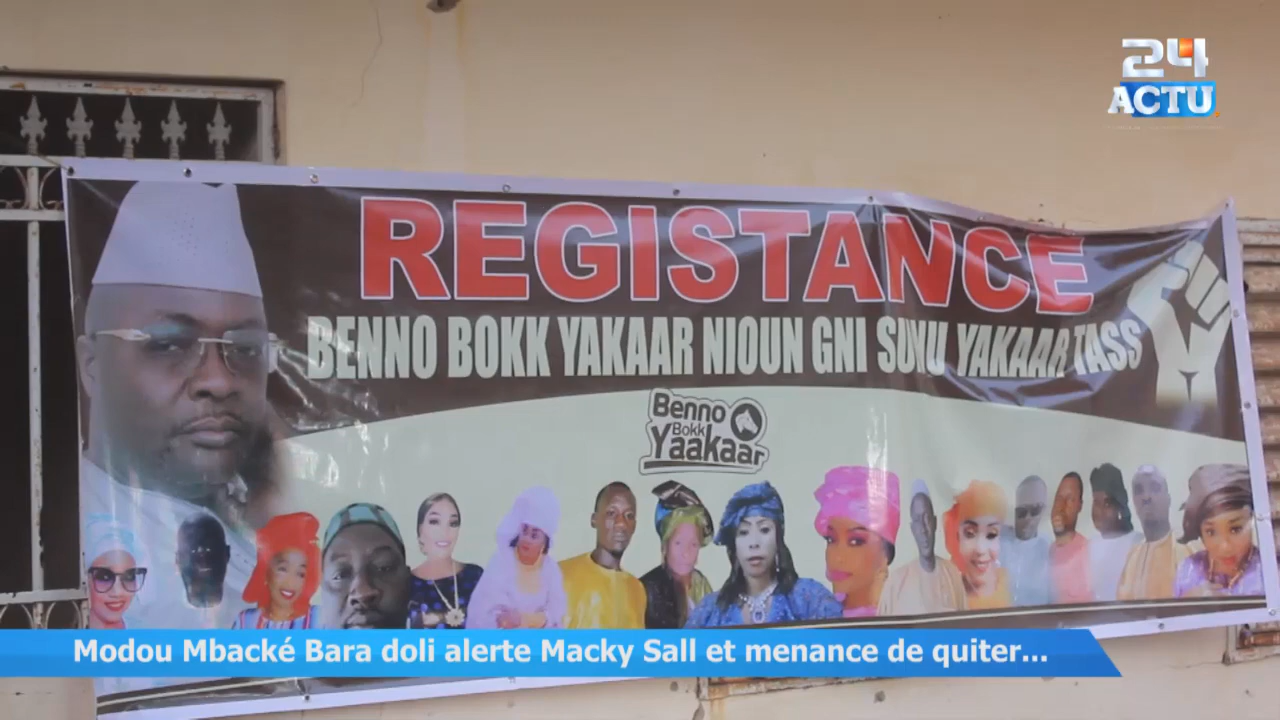 24
ACTU
REGISTANCE
BENNO BOKK YAKAAR NIOUN GNI SUNU YAKAAR TASS
Benno
Bokk
Yaakaar
Modou Mbacké Bara doli alerte Macky Sall et menance de quiter...